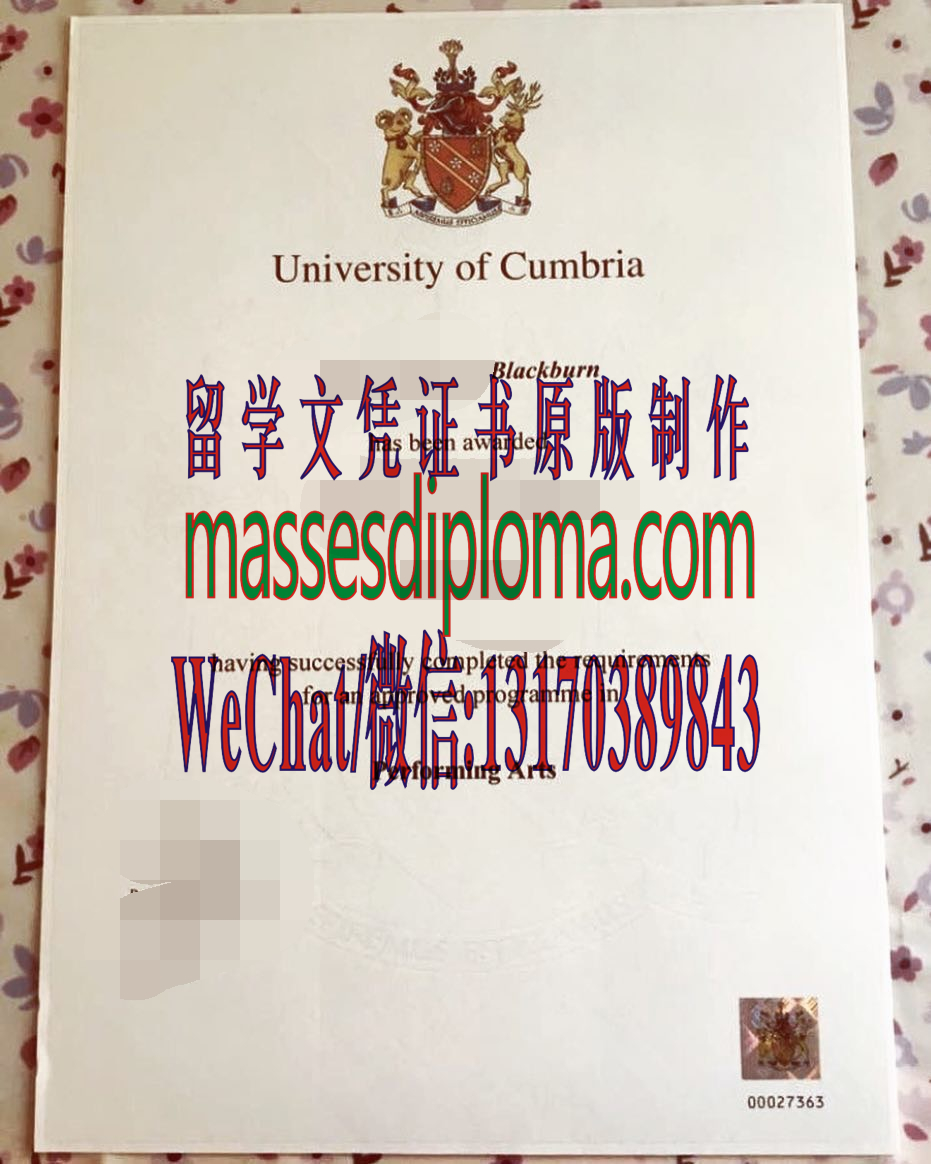 University of Cumbria
Blackburn
留学文凭证书原版制作
has been awarded
massesdiploma.com
having successfully completed the requirements
for an approved programme in
WeChat/微信:13170389843
Performing Arts
00027363